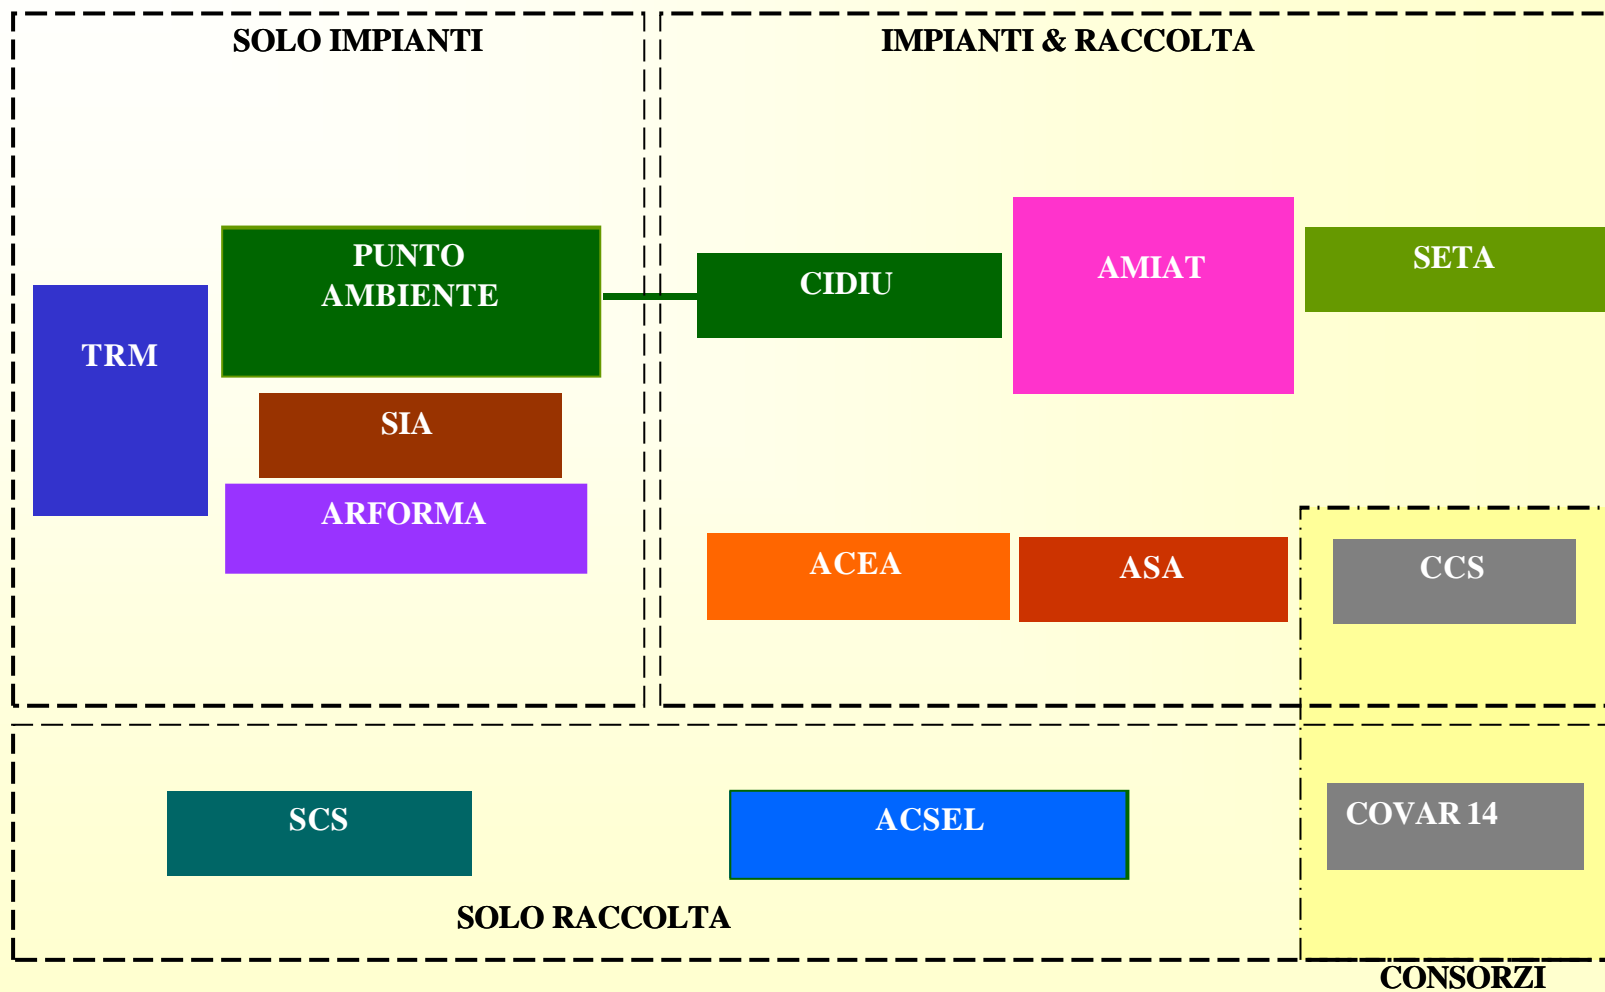 SOLO IMPIANTI
IMPIANTI & RACCOLTA
PUNTO
AMBIENTE
TRM
SIA
ARFORMA
CIDIU
AMIAT
SETA
ACEA
ASA
CCS
SCS
ACSEL
COVAR 14
SOLO RACCOLTA
CONSORZI